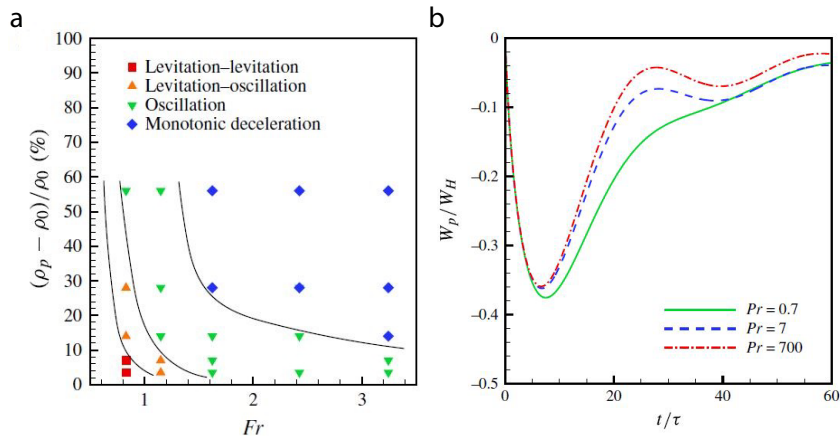 a
100
90
80
70
60
50
40
30
20
10
0
(ρp − ρ0)/ρ0 (%)
Levitation–levitation
Levitation–oscillation
Oscillation
Monotonic deceleration
1
2
3
Fr
b
0
−0.1
−0.2
−0.3
−0.4
−0.5
Wp/WH
Pr = 0.7
Pr = 7
Pr = 700
0
20
40
60
t/τ